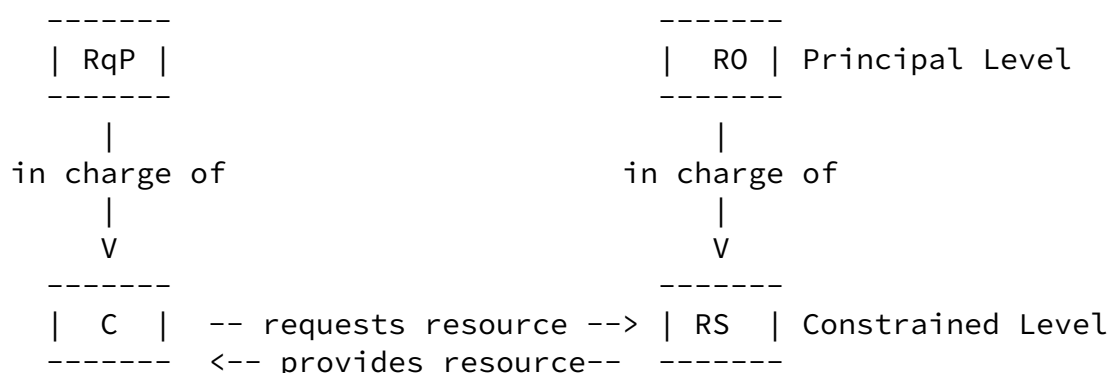 -------                            -------
| RqP |                            |  RO | Principal Level
-------                            -------
|                                  |
in charge of                       in charge of
|                                  |
V                                  V
-------                            -------
|  C  |  -- requests resource --> | RS  | Constrained Level
-------  <-- provides resource--  -------